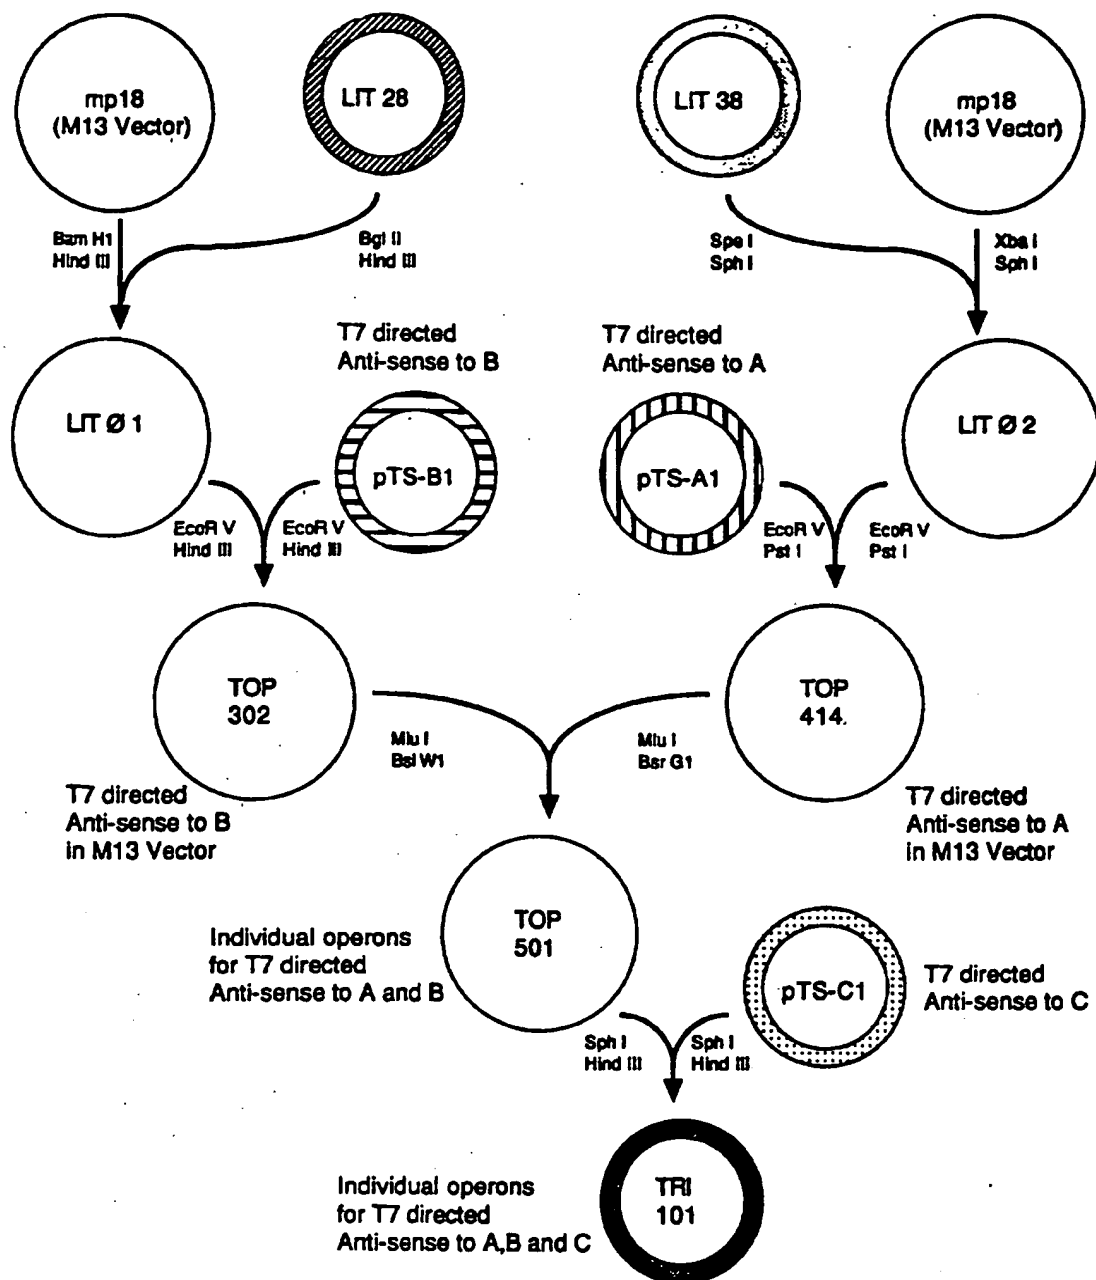 mp18
(M13 Vector)
LIT 28
LIT 38
mp18
(M13 Vector)
Bam H1
Hind III
Bgl II
Hind III
Spe I
Sph I
Xba I
Sph I
T7 directed
Anti-sense to B
T7 directed
Anti-sense to A
LIT Ø 1
pTS-B1
pTS-A1
LIT Ø 2
EcoR V
Hind III
EcoR V
Hind III
EcoR V
Pst I
EcoR V
Pst I
TOP
302
TOP
414.
Mlu I
Bsi W1
Mlu I
Bsr G1
T7 directed
Anti-sense to B
in M13 Vector
T7 directed
Anti-sense to A
in M13 Vector
TOP
501
Individual operons
for T7 directed
Anti-sense to A and B
pTS-C1
T7 directed
Anti-sense to C
Sph I
Hind III
Sph I
Hind III
TRI
101
Individual operons
for T7 directed
Anti-sense to A,B and C